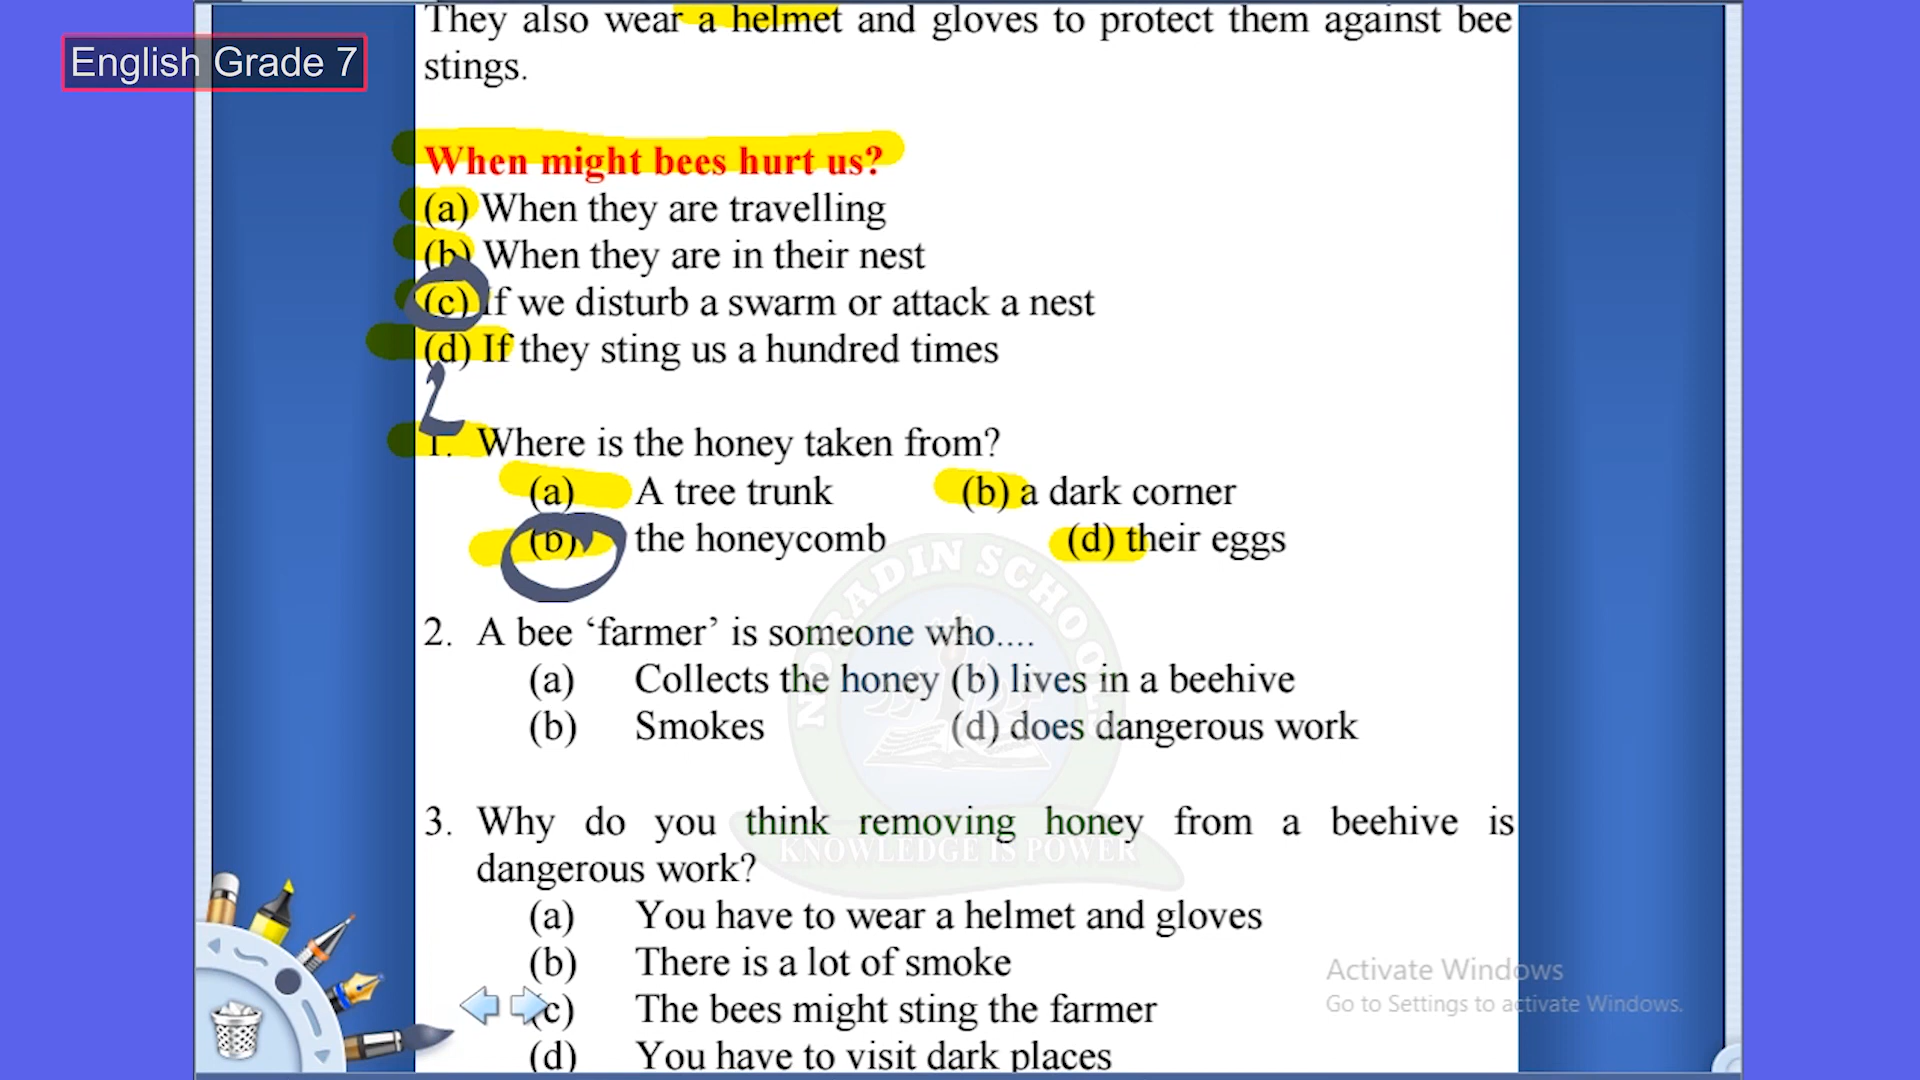 They also wear a helmet and gloves to protect them against bee
stings.
English Grade 7
When might bees hurt us?
(a) When they are travelling
(b) When they are in their nest
(c) If we disturb a swarm or attack a nest
(d) If they sting us a hundred times
2
1. Where is the honey taken from?
(a) A tree trunk (b) a dark corner
(b) the honeycomb (d) their eggs
2. A bee ‘farmer’ is someone who....
(a) Collects the honey (b) lives in a beehive
(b) Smokes (d) does dangerous work
3. Why do you think removing honey from a beehive is
dangerous work?
(a) You have to wear a helmet and gloves
(b) There is a lot of smoke
(c) The bees might sting the farmer
(d) You have to visit dark places
NORADIN SCHOOL
KNOWLEDGE IS POWER
Activate Windows
Go to Settings to activate Windows.